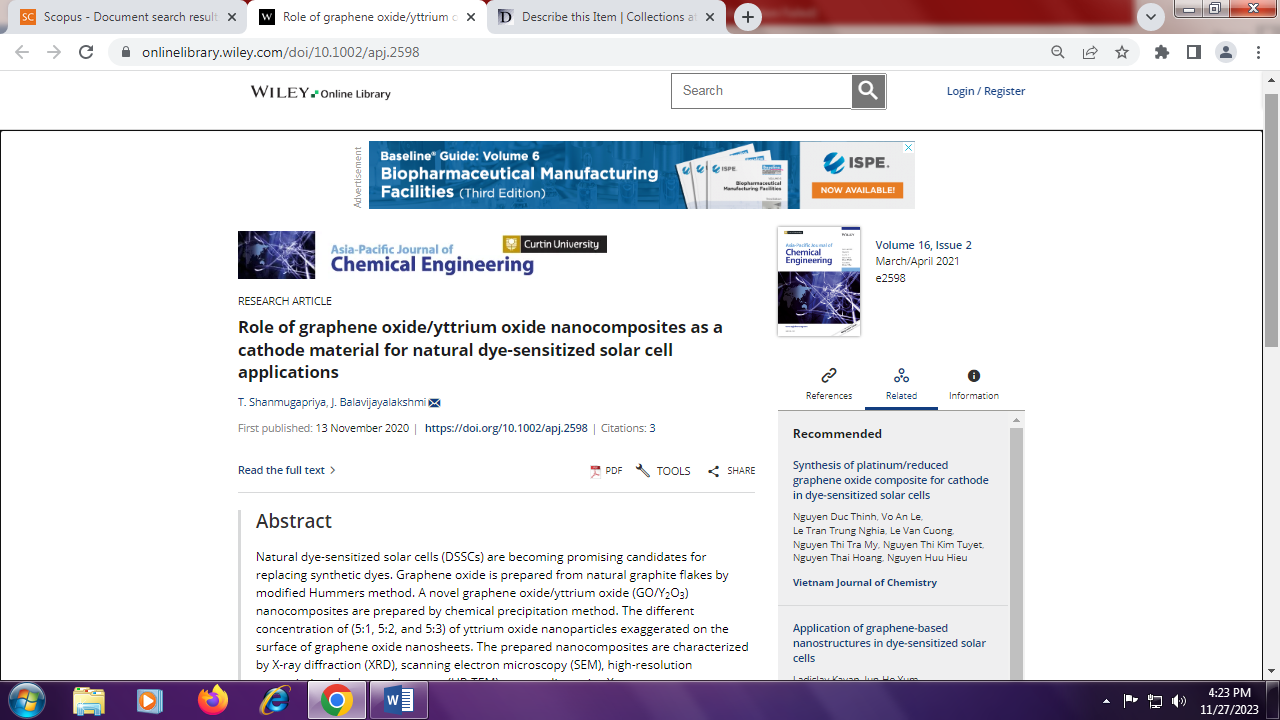 Scopus - Document search result
Role of graphene oxide/yttrium o
Describe this Item | Collections at
onlinelibrary.wiley.com/doi/10.1002/apj.2598
WILEY Online Library
Search
Login / Register
Advertisement
Baseline® Guide: Volume 6
Biopharmaceutical Manufacturing
Facilities (Third Edition)
ISPE.
NOW AVAILABLE!
Asia-Pacific Journal of
Chemical Engineering
Curtin University
Volume 16, Issue 2
March/April 2021
e2598
RESEARCH ARTICLE
Role of graphene oxide/yttrium oxide nanocomposites as a
cathode material for natural dye-sensitized solar cell
applications
T. Shanmugapriya, J. Balavijayalakshmi
First published: 13 November 2020 | https://doi.org/10.1002/apj.2598 | Citations: 3
Read the full text >
PDF
TOOLS
SHARE
Abstract
Natural dye-sensitized solar cells (DSSCs) are becoming promising candidates for
replacing synthetic dyes. Graphene oxide is prepared from natural graphite flakes by
modified Hummers method. A novel graphene oxide/yttrium oxide (GO/Y₂O₃)
nanocomposites are prepared by chemical precipitation method. The different
concentration of (5:1, 5:2, and 5:3) of yttrium oxide nanoparticles exaggerated on the
surface of graphene oxide nanosheets. The prepared nanocomposites are characterized
by X-ray diffraction (XRD), scanning electron microscopy (SEM), high-resolution
References
Related
Information
Recommended
Synthesis of platinum/reduced
graphene oxide composite for cathode
in dye-sensitized solar cells
Nguyen Duc Thinh, Vo An Le,
Le Tran Trung Nghia, Le Van Cuong,
Nguyen Thi Tra My, Nguyen Thi Kim Tuyet,
Nguyen Thai Hoang, Nguyen Huu Hieu
Vietnam Journal of Chemistry
Application of graphene-based
nanostructures in dye-sensitized solar
cells
4:23 PM
11/27/2023